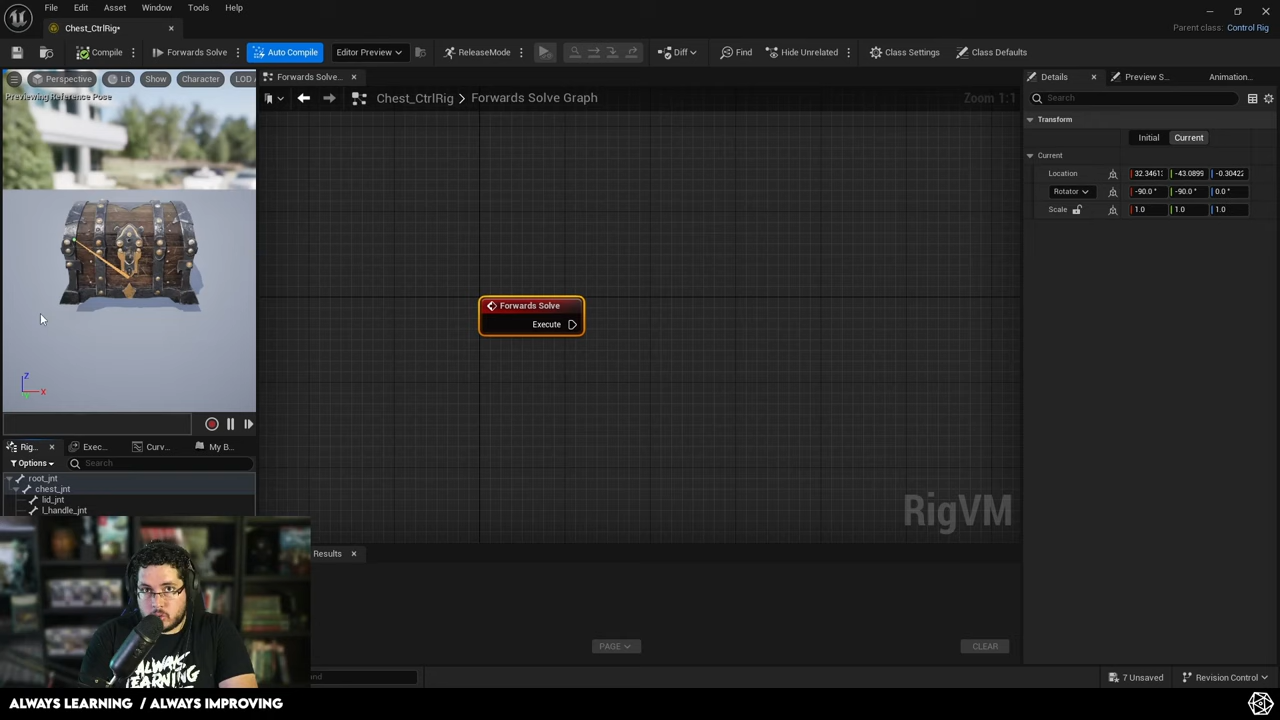 File Edit Asset Window Tools Help
Chest_CtrlRig*
Parent class: Control Rig
Compile Forwards Solve Auto Compile Editor Preview ReleaseMode Diff Find Hide Unrelated Class Settings Class Defaults
Perspective Lit Show Character LOD
Previewing Reference Pose
Forwards Solve...
Chest_CtrlRig > Forwards Solve Graph
Zoom 1:1
Details Preview S... Animation...
Search
Transform
Initial Current
Current
Location 32.3461 -43.0899 -0.3042
Rotator -90.0 ° -90.0 ° 0.0 °
Scale 1.0 1.0 1.0
Forwards Solve
Execute
Z
X
RigVM
Rig... Exec... Curv... My B...
Options Search
root_jnt
chest_jnt
lid_jnt
l_handle_jnt
Results
PAGE CLEAR
7 Unsaved Revision Control
ALWAYS
LEARNING
ALWAYS LEARNING / ALWAYS IMPROVING